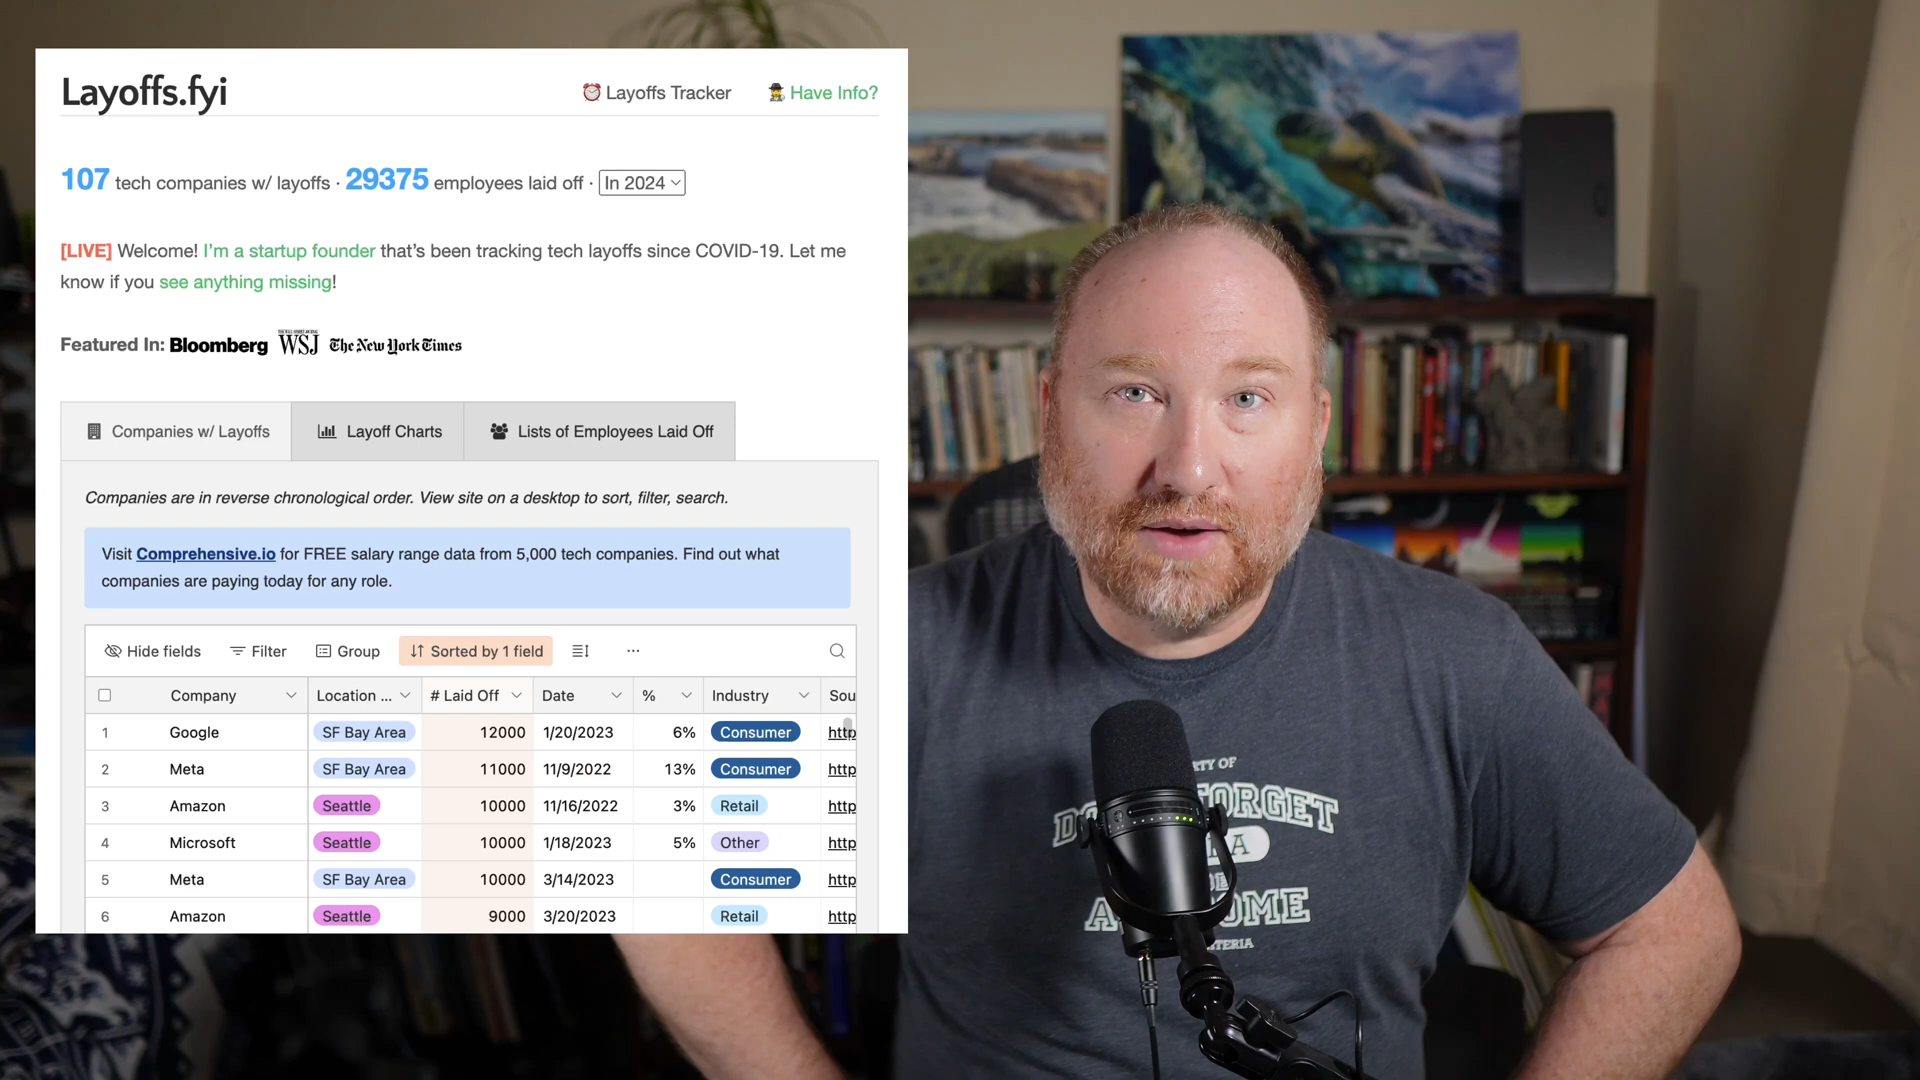 Layoffs.fyi
Layoffs Tracker
Have Info?
107 tech companies w/ layoffs · 29375 employees laid off · In 2024
[LIVE] Welcome! I'm a startup founder that's been tracking tech layoffs since COVID-19. Let me
know if you see anything missing!
Featured In: Bloomberg WSJ The New York Times
Companies w/ Layoffs
Layoff Charts
Lists of Employees Laid Off
Companies are in reverse chronological order. View site on a desktop to sort, filter, search.
Visit Comprehensive.io for FREE salary range data from 5,000 tech companies. Find out what
companies are paying today for any role.
Hide fields Filter Group Sorted by 1 field ...
Company Location ... # Laid Off Date % Industry Sou
1 Google SF Bay Area 12000 1/20/2023 6% Consumer http
2 Meta SF Bay Area 11000 11/9/2022 13% Consumer http
3 Amazon Seattle 10000 11/16/2022 3% Retail http
4 Microsoft Seattle 10000 1/18/2023 5% Other http
5 Meta SF Bay Area 10000 3/14/2023 Consumer http
6 Amazon Seattle 9000 3/20/2023 Retail http